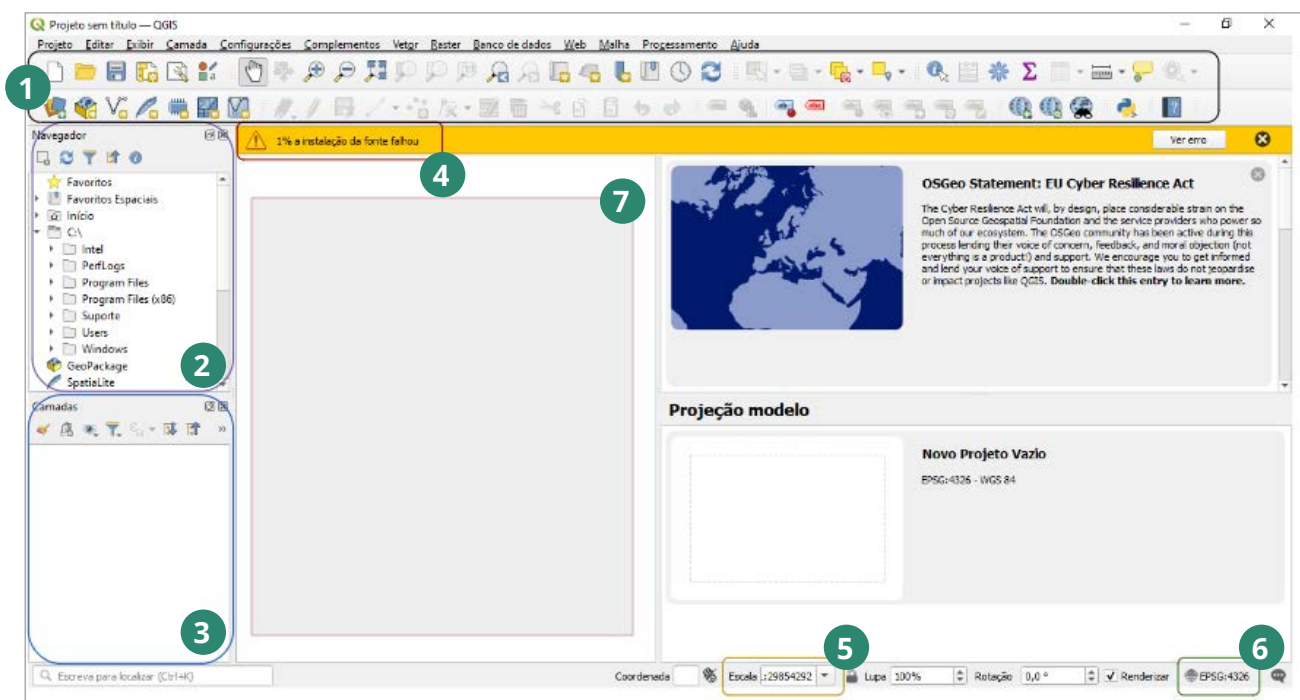 Projeto sem título — QGIS
Projeto Editar Exibir Camada Configurações Complementos Vetor Raster Banco de dados Web Malha Processamento Ajuda
1
Navegador
1% a instalação da fonte falhou
Ver erro
4
Favoritos
Favoritos Espaciais
Início
C:\
Intel
PerfLogs
Program Files
Program Files (x86)
Suporte
Users
Windows
GeoPackage
SpatiaLite
2
Camadas
3
7
OSGeo Statement: EU Cyber Resilience Act
The Cyber Resilience Act will, by design, place considerable strain on the
Open Source Geospatial Foundation and the service providers who power so
much of our ecosystem. The OSGeo community has been active during this
process lending their voice of concern, feedback, and moral objection (not
everything is a product!) and support. We encourage you to get informed
and lend your voice of support to ensure that these laws do not jeopardise
or impact projects like QGIS. Double-click this entry to learn more.
Projeção modelo
Novo Projeto Vazio
EPSG:4326 - WGS 84
5
6
Escreva para localizar (Ctrl+K)
Coordenada Escala :29854292 Lupa 100% Rotação 0,0 ° Renderizar EPSG:4326